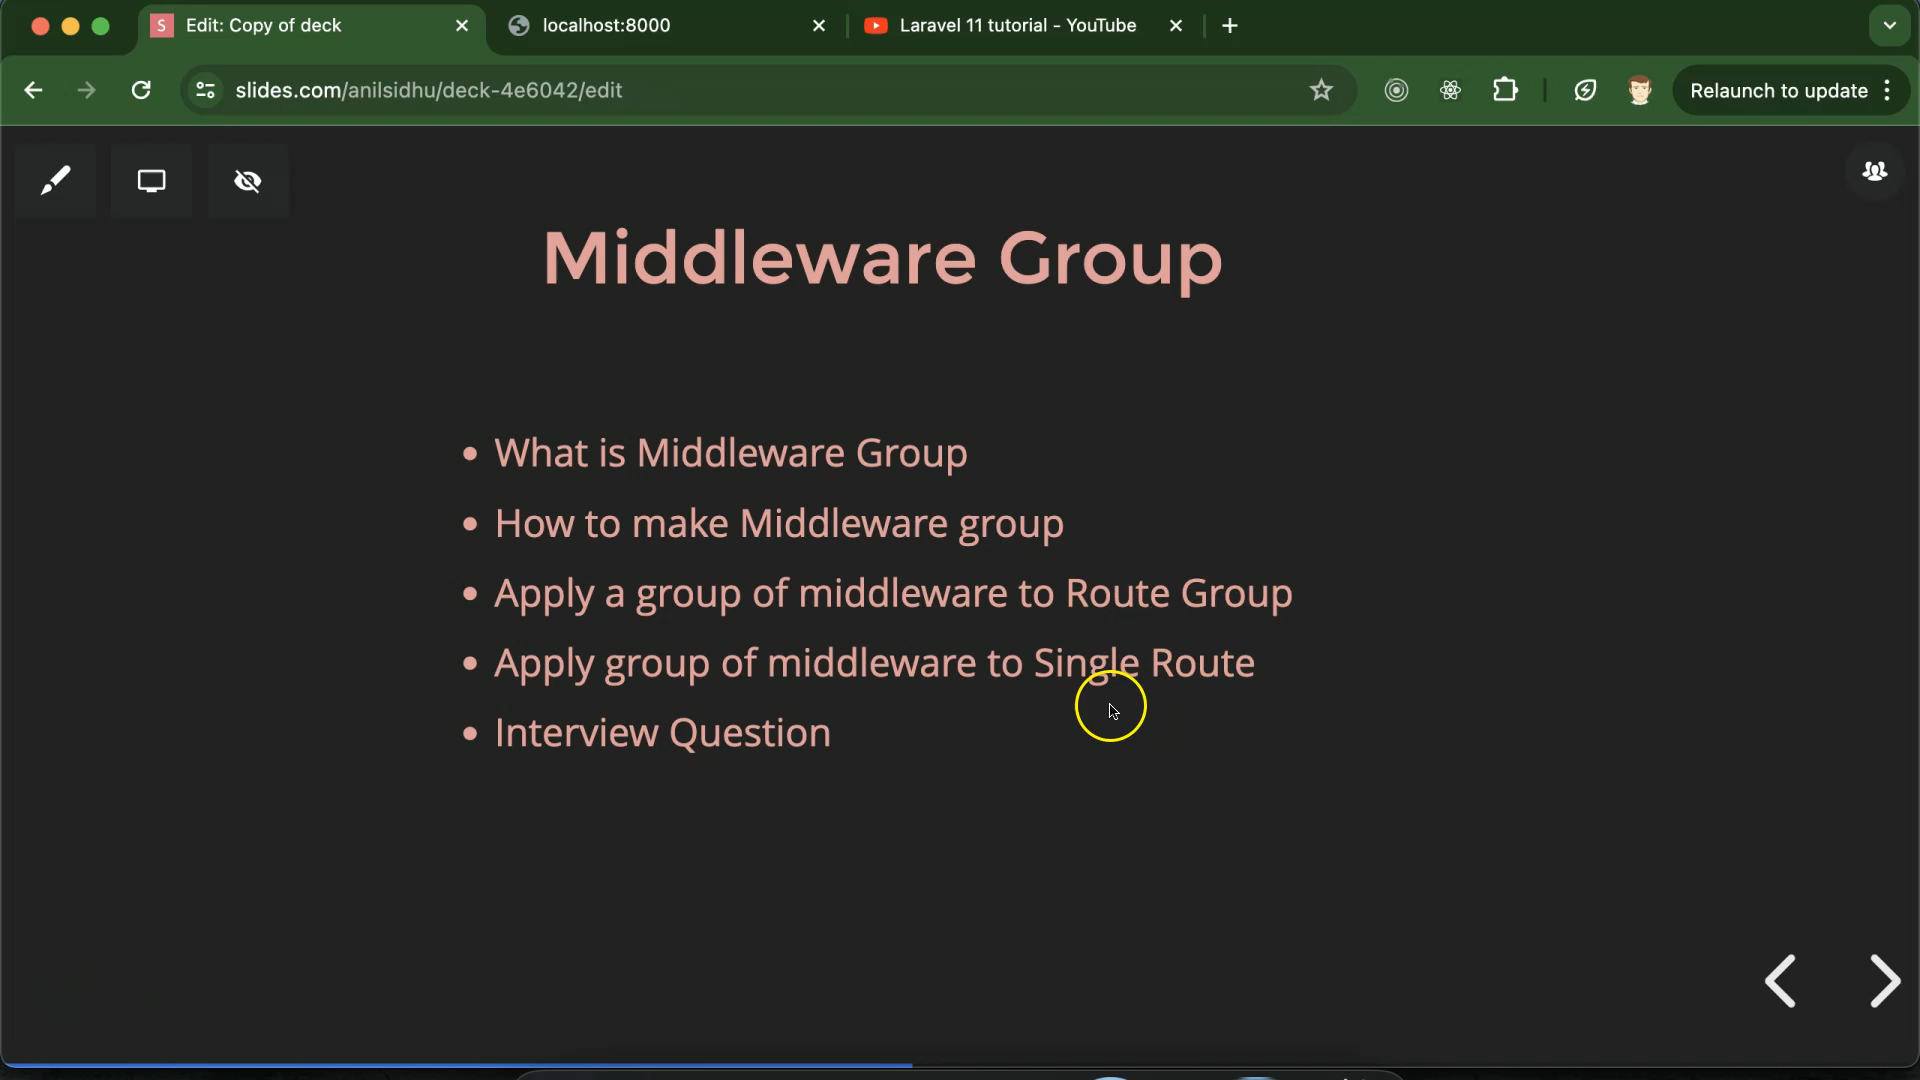 Edit: Copy of deck
localhost:8000
Laravel 11 tutorial - YouTube
slides.com/anilsidhu/deck-4e6042/edit
Relaunch to update
Middleware Group
• What is Middleware Group
• How to make Middleware group
• Apply a group of middleware to Route Group
• Apply group of middleware to Single Route
• Interview Question